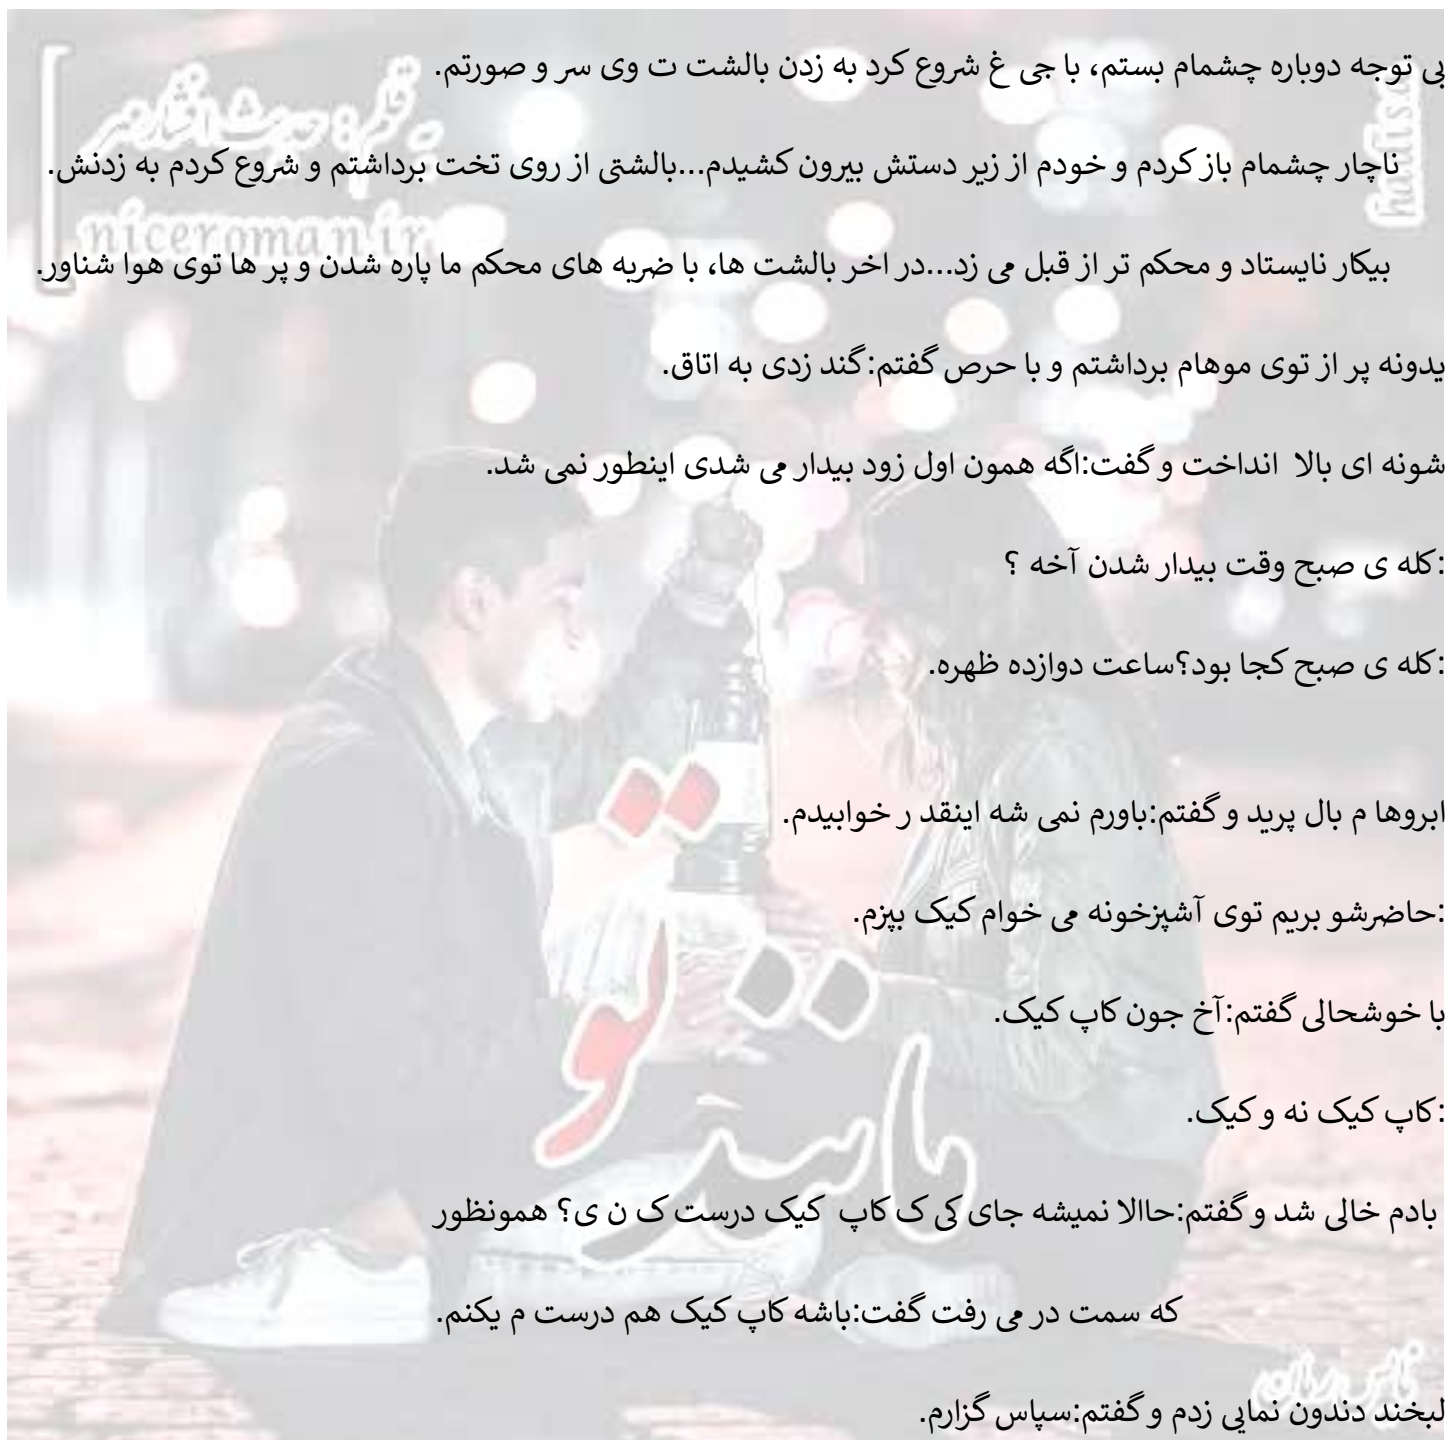 بی توجه دوباره چشمام بستم، با جی غ شروع کرد به زدن بالشت ت وی سر و صورتم.
ناچار چشمام باز کردم و خودم از زیر دستش بیرون کشیدم...بالشتی از روی تخت برداشتم و شروع کردم به زدنش.
بیکار نایستاد و محکم تر از قبل می زد...در اخر بالشت ها، با ضربه های محکم ما پاره شدن و پر ها توی هوا شناور.
یدونه پر از توی موهام برداشتم و با حرص گفتم:گند زدی به اتاق.
شونه ای بالا انداخت و گفت:اگه همون اول زود بیدار می شدی اینطور نمی شد.
:کله ی صبح وقت بیدار شدن آخه ؟
:کله ی صبح کجا بود؟ساعت دوازده ظهره.
ابروها م بال پرید و گفتم:باورم نمی شه اینقد ر خوابیدم.
:حاضرشو بریم توی آشپزخونه می خوام کیک بپزم.
با خوشحالی گفتم:آخ جون کاپ کیک.
:کاپ کیک نه و کیک.
بادم خالی شد و گفتم:حاالا نمیشه جای کی ک کاپ کیک درست ک ن ی؟ همونظور
که سمت در می رفت گفت:باشه کاپ کیک هم درست م یکنم.
لبخند دندون نمایی زدم و گفتم:سپاس گزارم.
niceroman.ir
hanisa
مانند تو